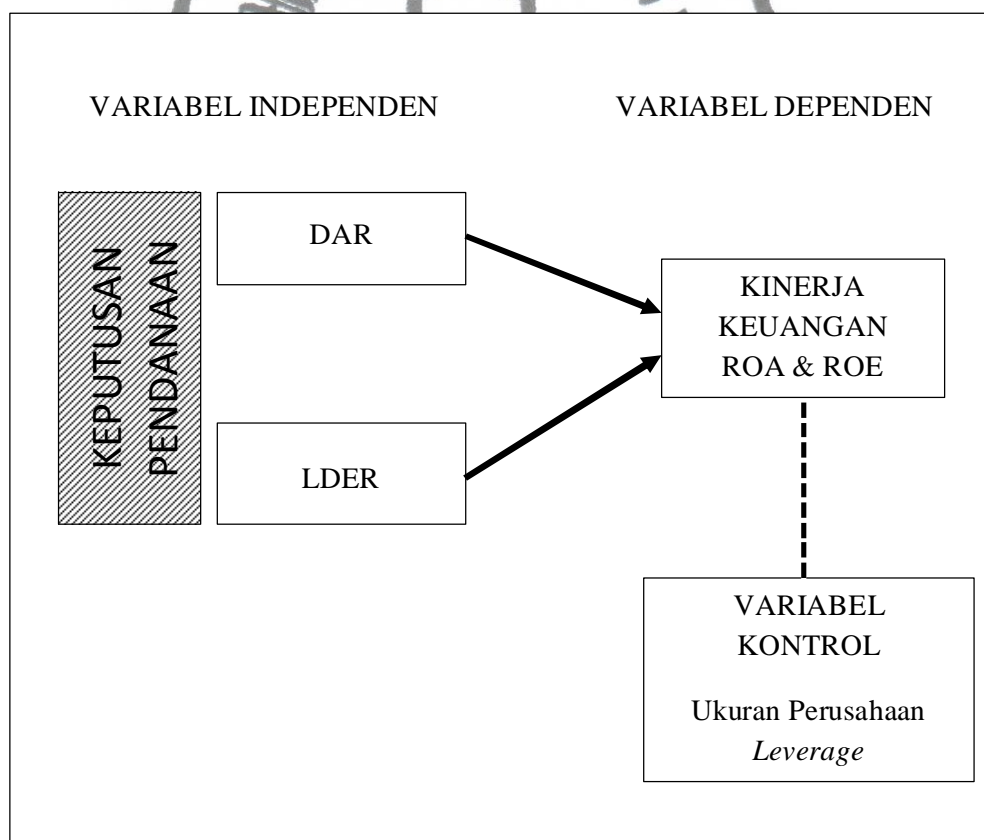 VARIABEL INDEPENDEN
VARIABEL DEPENDEN
KEPUTUSAN
PENDANAAN
DAR
LDER
KINERJA
KEUANGAN
ROA & ROE
VARIABEL
KONTROL
Ukuran Perusahaan
Leverage